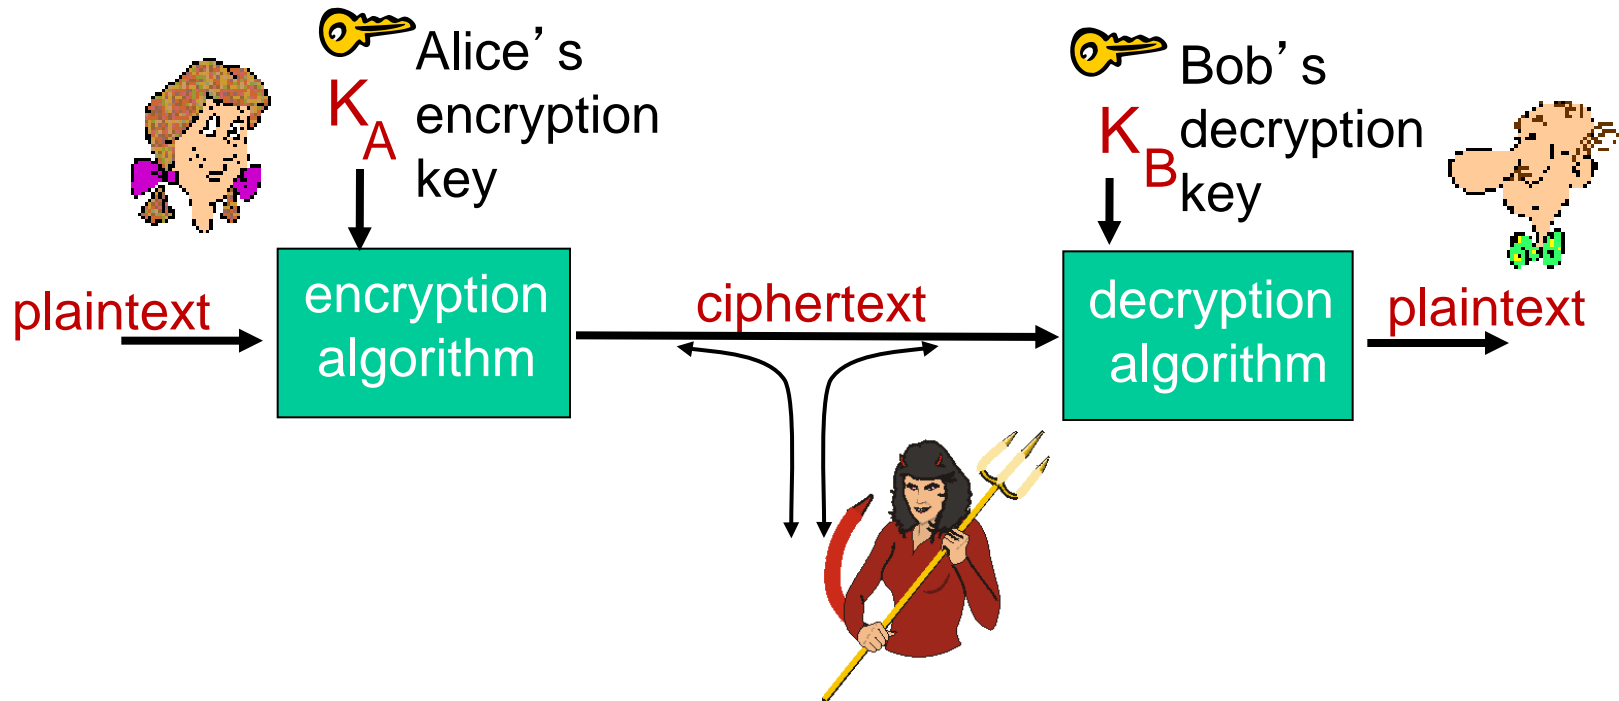 Alice’s
encryption
key
K
A
Bob’s
decryption
key
K
B
plaintext
encryption
algorithm
ciphertext
decryption
algorithm
plaintext